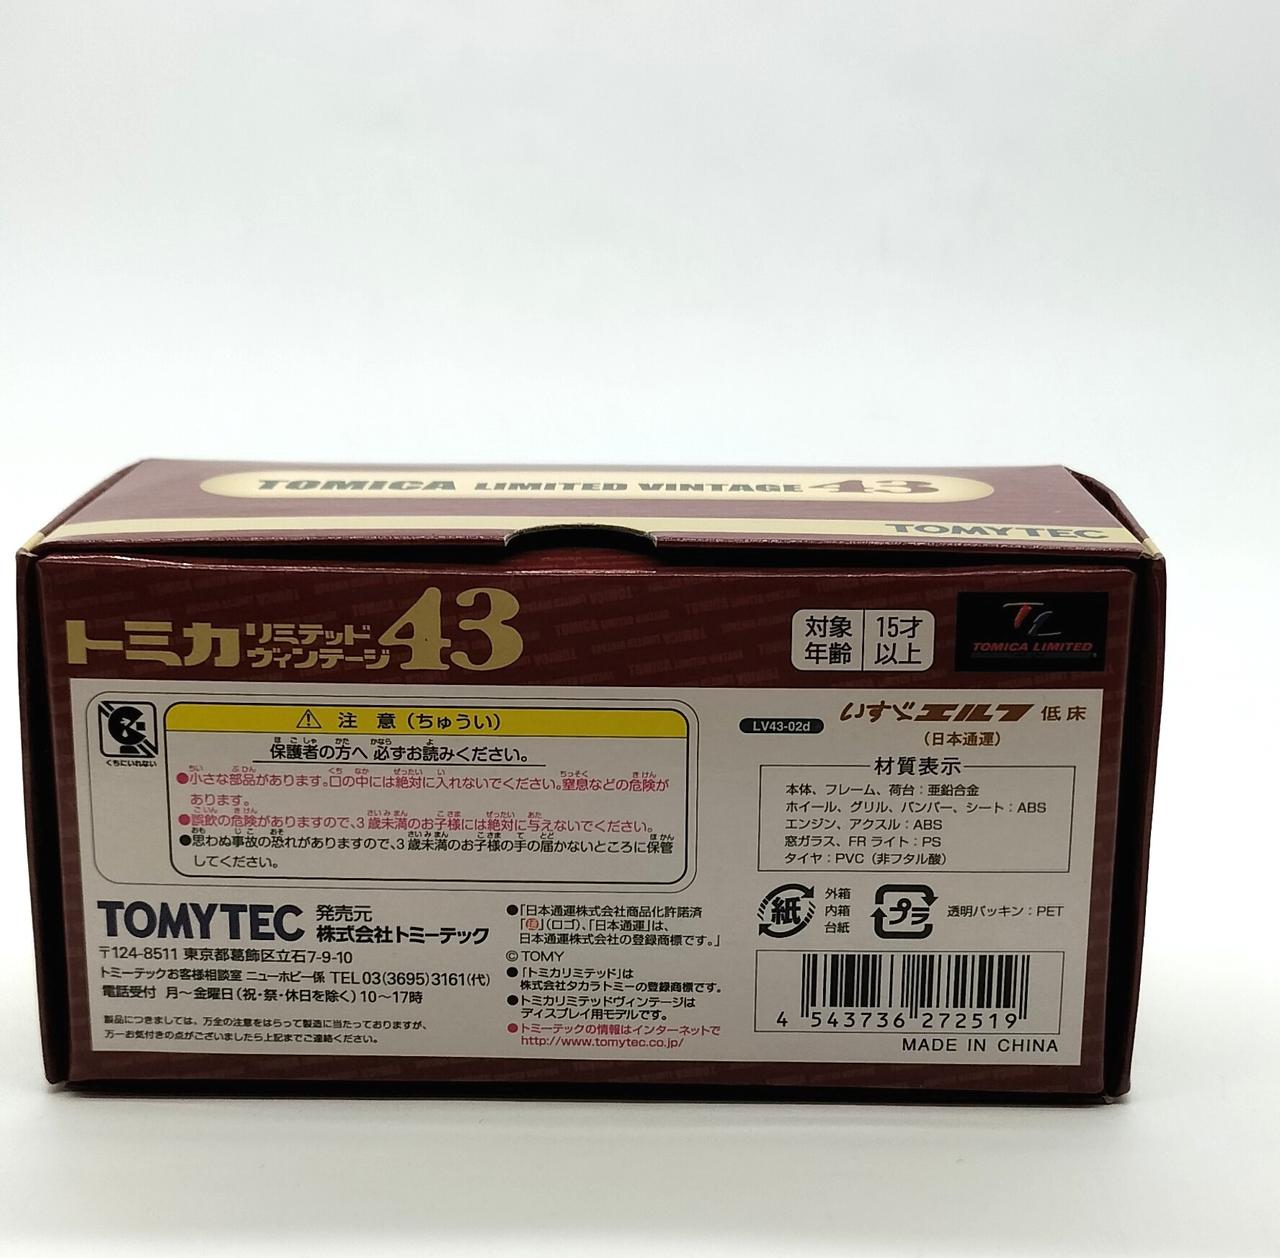 TOMICA LIMITED VINTAGE 43
TOMYTEC
トミカ リミテッド ヴィンテージ 43
対象年齢 15才以上
TOMICA LIMITED
くちにいれない
注 意（ちゅうい）
保護者の方へ 必ずお読みください。
●小さな部品があります。口の中には絶対に入れないでください。窒息などの危険が
あります。
●誤飲の危険がありますので、3歳未満のお子様には絶対に与えないでください。
●思わぬ事故の恐れがありますので、3歳未満のお子様の手の届かないところに保管
してください。
LV43-02d
いすゞエルフ 低床
（日本通運）
材質表示
本体、フレーム、荷台：亜鉛合金
ホイール、グリル、バンパー、シート：ABS
エンジン、アクスル：ABS
窓ガラス、FRライト：PS
タイヤ：PVC（非フタル酸）
紙
外箱
内箱
台紙
プラ
透明パッキン：PET
TOMYTEC 発売元
株式会社トミーテック
〒124-8511 東京都葛飾区立石7-9-10
トミーテックお客様相談室 ニューホビー係 TEL 03(3695)3161(代)
電話受付 月～金曜日(祝・祭・休日を除く)10～17時
製品につきましては、万全の注意をはらって製造に当たっておりますが、
万一お気付きの点がございましたら上記までご連絡ください。
●「日本通運株式会社商品化許諾済
「通」(ロゴ)、「日本通運」は、
日本通運株式会社の登録商標です。」
©TOMY
●「トミカリミテッド」は
株式会社タカラトミーの登録商標です。
●トミカリミテッドヴィンテージは
ディスプレイ用モデルです。
●トミーテックの情報はインターネットで
http://www.tomytec.co.jp/
4 543736 272519
MADE IN CHINA